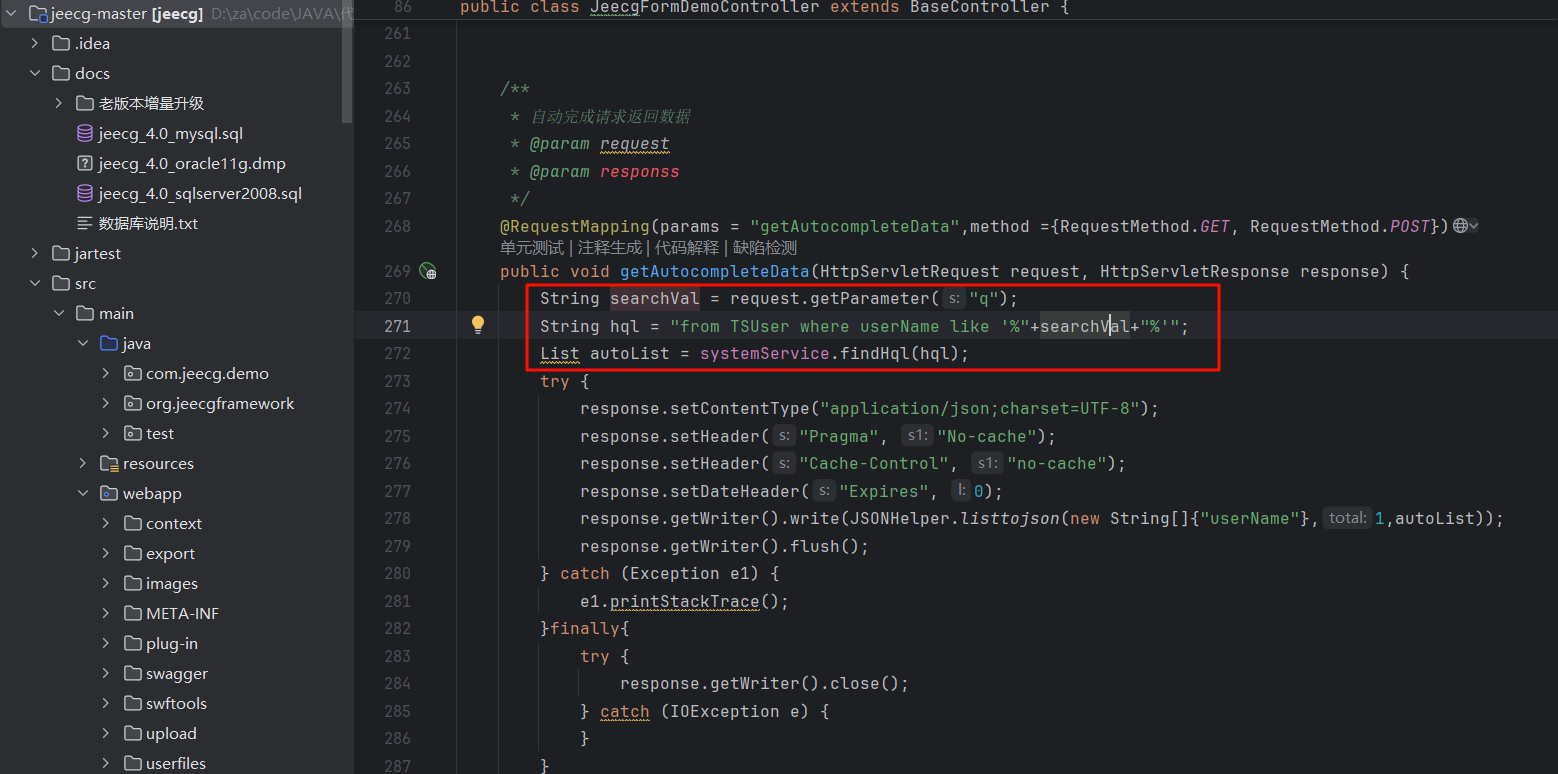 jeecg-master [jeecg] D:\za\code\JAVA\
.idea
docs
老版本增量升级
jeecg_4.0_mysql.sql
jeecg_4.0_oracle11g.dmp
jeecg_4.0_sqlserver2008.sql
数据库说明.txt
jartest
src
main
java
com.jeecg.demo
org.jeecgframework
test
resources
webapp
context
export
images
META-INF
plug-in
swagger
swftools
upload
userfiles
86 public class JeecgFormDemoController extends BaseController {
261
262
263 /**
264 * 自动完成请求返回数据
265 * @param request
266 * @param responss
267 */
268 @RequestMapping(params = "getAutocompleteData",method ={RequestMethod.GET, RequestMethod.POST})
单元测试 | 注释生成 | 代码解释 | 缺陷检测
269 public void getAutocompleteData(HttpServletRequest request, HttpServletResponse response) {
270 String searchVal = request.getParameter( s: "q");
271 String hql = "from TSUser where userName like '%"+searchVal+"%'";
272 List autoList = systemService.findHql(hql);
273 try {
274 response.setContentType("application/json;charset=UTF-8");
275 response.setHeader( s: "Pragma", s1: "No-cache");
276 response.setHeader( s: "Cache-Control", s1: "no-cache");
277 response.setDateHeader( s: "Expires", l: 0);
278 response.getWriter().write(JSONHelper.listtojson(new String[]{"userName"}, total: 1,autoList));
279 response.getWriter().flush();
280 } catch (Exception e1) {
281 e1.printStackTrace();
282 }finally{
283 try {
284 response.getWriter().close();
285 } catch (IOException e) {
286 }
287 }